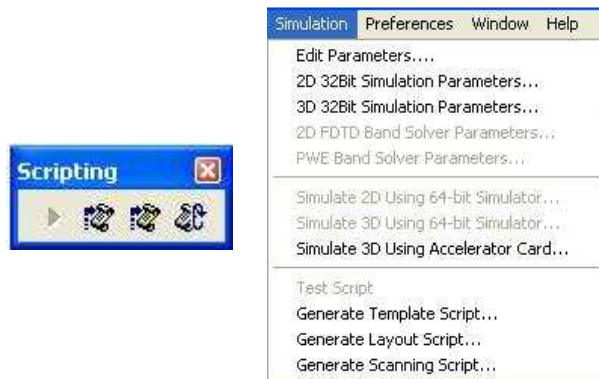 Scripting
Simulation Preferences Window Help
Edit Parameters....
2D 32Bit Simulation Parameters...
3D 32Bit Simulation Parameters...
2D FDTD Band Solver Parameters...
PWE Band Solver Parameters...
Simulate 2D Using 64-bit Simulator...
Simulate 3D Using 64-bit Simulator...
Simulate 3D Using Accelerator Card...
Test Script
Generate Template Script...
Generate Layout Script...
Generate Scanning Script...